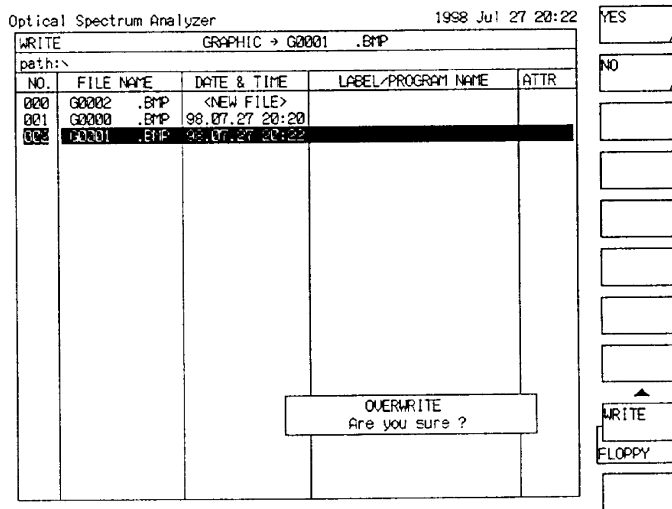 Optical Spectrum Analyzer 1998 Jul 27 20:22
WRITE GRAPHIC → G0001 .BMP
path:\
NO. FILE NAME DATE & TIME LABEL/PROGRAM NAME ATTR
000 G0002 .BMP <NEW FILE>
001 G0000 .BMP 98.07.27 20:20
002 G0001 .BMP 98.07.27 20:22
OVERWRITE
Are you sure ?
YES
NO
WRITE
FLOPPY